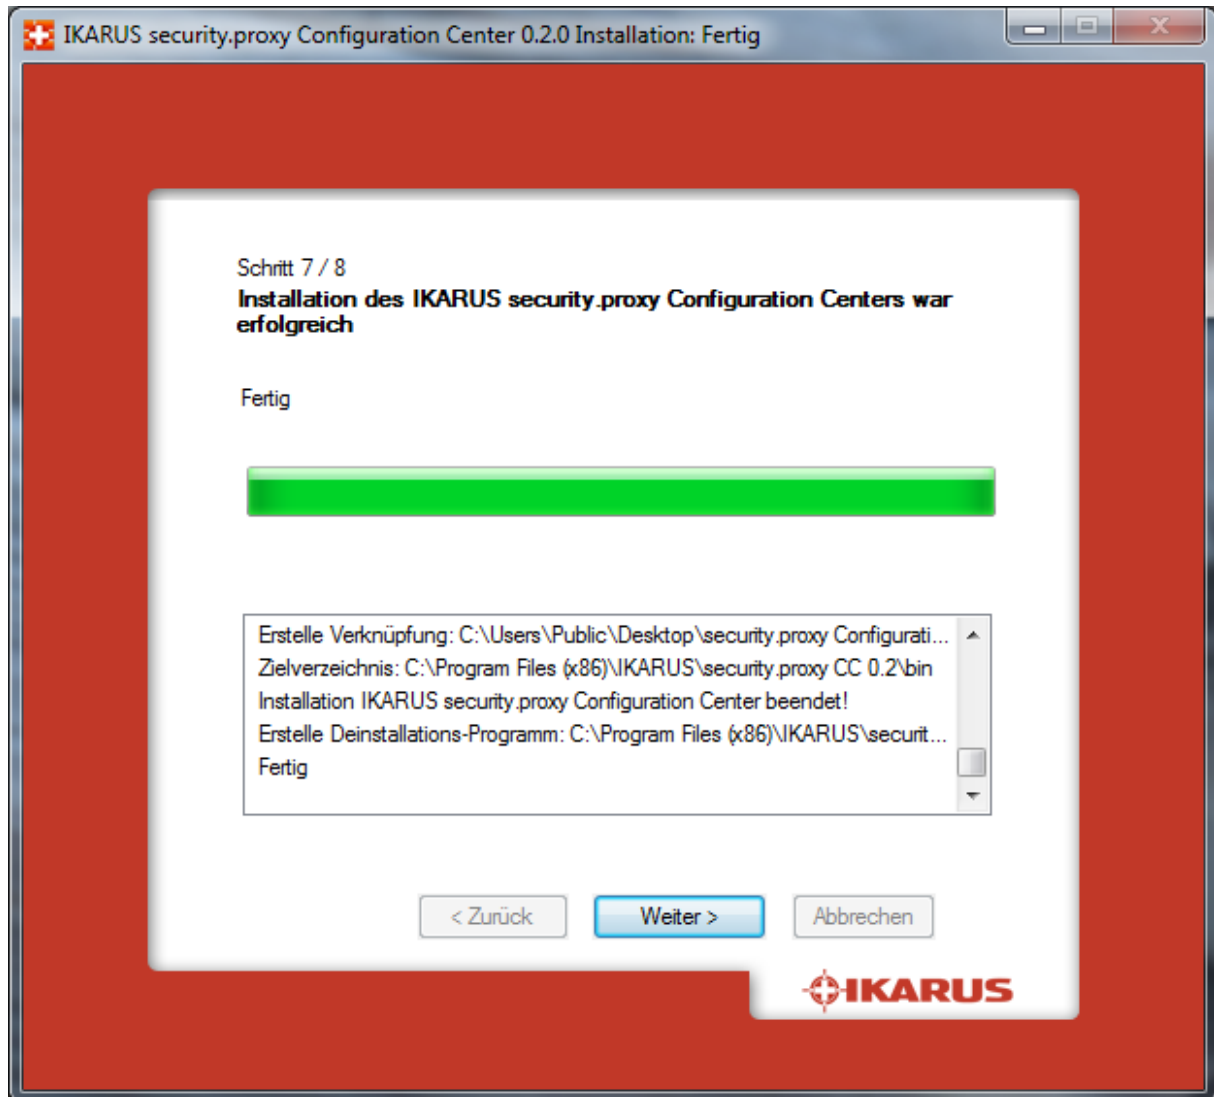 IKARUS security.proxy Configuration Center 0.2.0 Installation: Fertig
Schritt 7 / 8
Installation des IKARUS security.proxy Configuration Centers war
erfolgreich
Fertig
Erstelle Verknüpfung: C:\Users\Public\Desktop\security.proxy Configurati...
Zielverzeichnis: C:\Program Files (x86)\IKARUS\security.proxy CC 0.2\bin
Installation IKARUS security.proxy Configuration Center beendet!
Erstelle Deinstallations-Programm: C:\Program Files (x86)\IKARUS\securit...
Fertig
< Zurück
Weiter >
Abbrechen
IKARUS